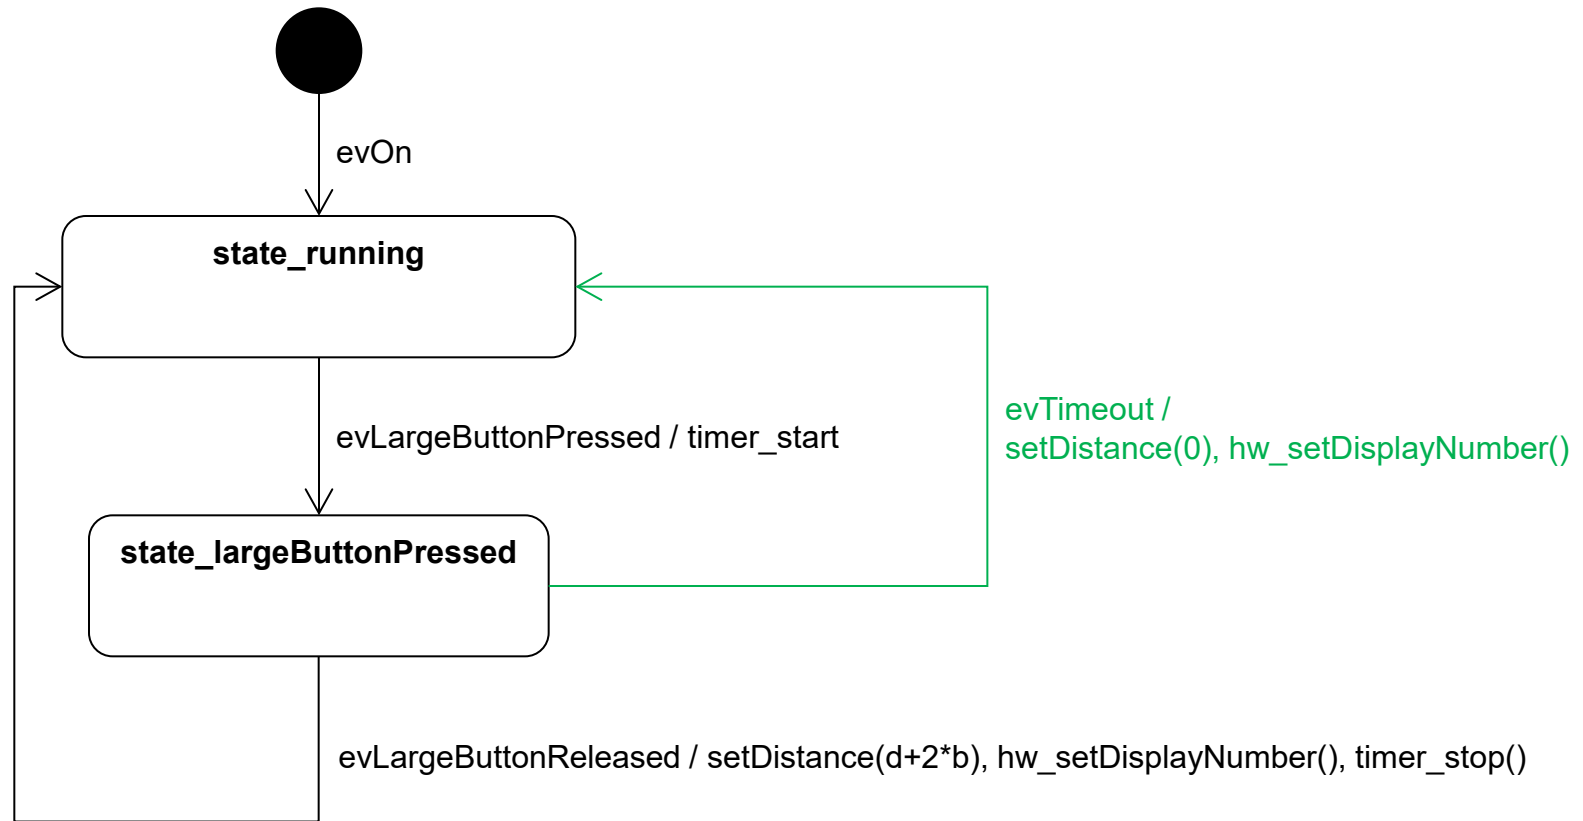 evOn
state_running
evLargeButtonPressed / timer_start
evTimeout /
setDistance(0), hw_setDisplayNumber()
state_largeButtonPressed
evLargeButtonReleased / setDistance(d+2*b), hw_setDisplayNumber(), timer_stop()